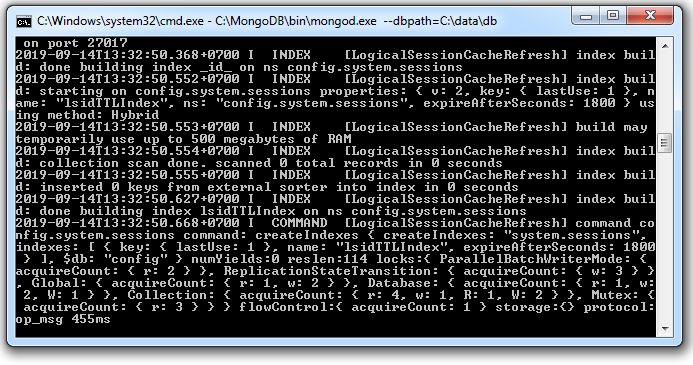 C:\Windows\system32\cmd.exe - C:\MongoDB\bin\mongod.exe  --dbpath=C:\data\db
 on port 27017
2019-09-14T13:32:50.368+0700 I  INDEX    [LogicalSessionCacheRefresh] index buil
d: done building index _id_ on ns config.system.sessions
2019-09-14T13:32:50.552+0700 I  INDEX    [LogicalSessionCacheRefresh] index buil
d: starting on config.system.sessions properties: { v: 2, key: { lastUse: 1 }, n
ame: "lsidTTLIndex", ns: "config.system.sessions", expireAfterSeconds: 1800 } us
ing method: Hybrid
2019-09-14T13:32:50.553+0700 I  INDEX    [LogicalSessionCacheRefresh] build may
temporarily use up to 500 megabytes of RAM
2019-09-14T13:32:50.554+0700 I  INDEX    [LogicalSessionCacheRefresh] index buil
d: collection scan done. scanned 0 total records in 0 seconds
2019-09-14T13:32:50.555+0700 I  INDEX    [LogicalSessionCacheRefresh] index buil
d: inserted 0 keys from external sorter into index in 0 seconds
2019-09-14T13:32:50.627+0700 I  INDEX    [LogicalSessionCacheRefresh] index buil
d: done building index lsidTTLIndex on ns config.system.sessions
2019-09-14T13:32:50.668+0700 I  COMMAND  [LogicalSessionCacheRefresh] command co
nfig.system.sessions command: createIndexes { createIndexes: "system.sessions",
indexes: [ { key: { lastUse: 1 }, name: "lsidTTLIndex", expireAfterSeconds: 1800
 } ], $db: "config" } numYields:0 reslen:114 locks:{ ParallelBatchWriterMode: {
acquireCount: { r: 2 } }, ReplicationStateTransition: { acquireCount: { w: 3 } }
, Global: { acquireCount: { r: 1, w: 2 } }, Database: { acquireCount: { r: 1, w:
 2, W: 1 } }, Collection: { acquireCount: { r: 4, w: 1, R: 1, W: 2 } }, Mutex: {
 acquireCount: { r: 3 } } } flowControl:{ acquireCount: 1 } storage:{} protocol:
op_msg 455ms